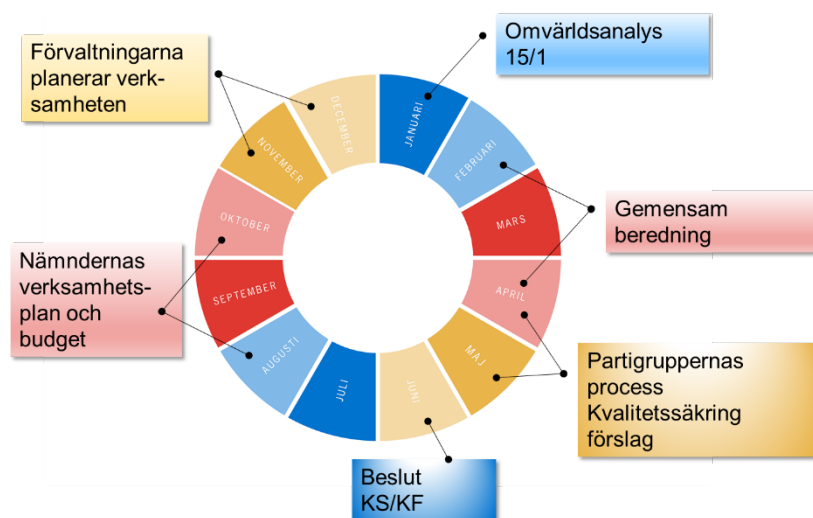 Omvärldsanalys
15/1
Förvaltningarna
planerar verk-
samheten
DECEMBER
JANUARI
NOVEMBER
FEBRUARI
OKTOBER
MARS
Gemensam
beredning
Nämndernas
verksamhets-
plan och
budget
SEPTEMBER
APRIL
AUGUSTI
MAJ
JULI
JUNI
Partigruppernas
process
Kvalitetssäkring
förslag
Beslut
KS/KF